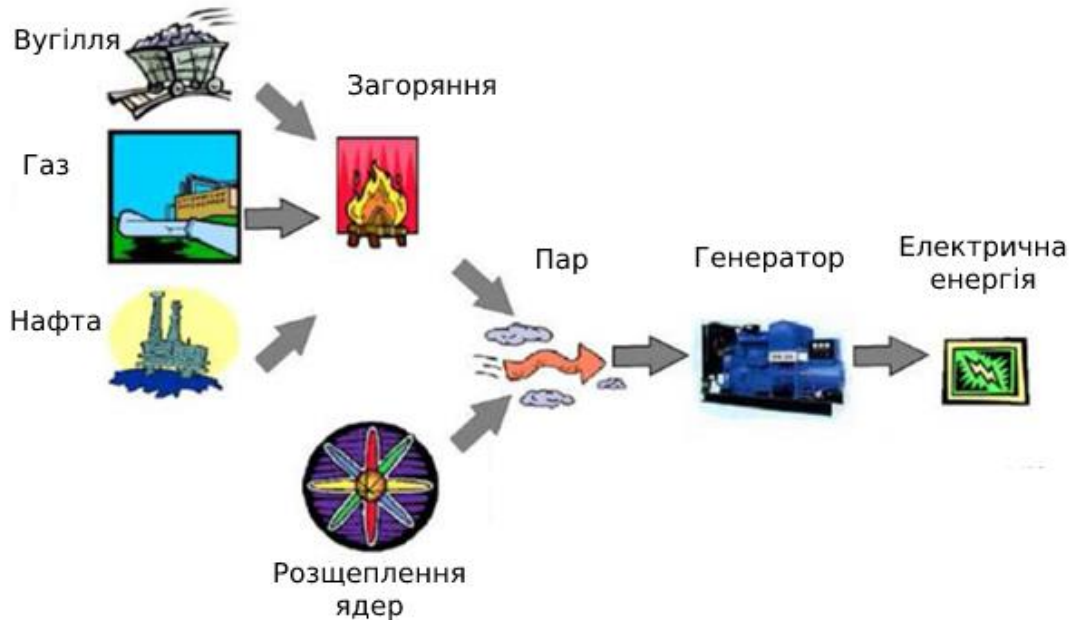 Вугілля
Загоряння
Газ
Нафта
Пар
Генератор
Електрична
енергія
Розщеплення
ядер